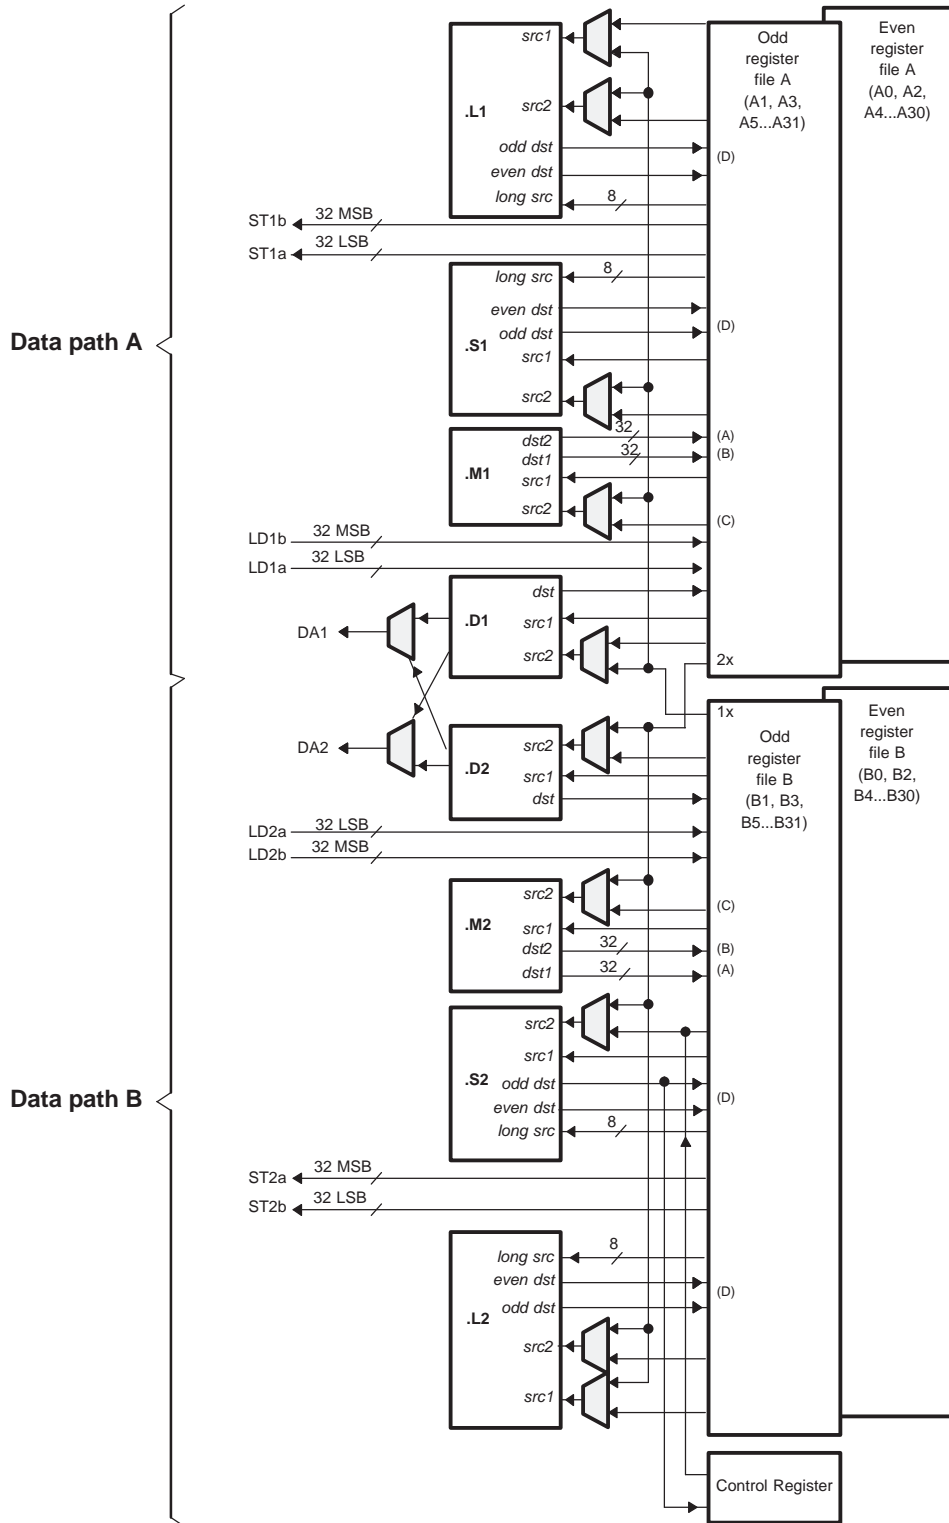 Data path A
Data path B
src1
.L1
src2
odd dst
even dst
long src
8
ST1b
32 MSB
ST1a
32 LSB
long src
8
even dst
odd dst
.S1
src1
src2
dst2
32
dst1
32
.M1
src1
src2
LD1b
32 MSB
LD1a
32 LSB
dst
.D1
src1
src2
DA1
DA2
.D2
src2
src1
dst
LD2a
32 LSB
LD2b
32 MSB
src2
.M2
src1
dst2
32
dst1
32
src2
src1
.S2
odd dst
even dst
long src
8
ST2a
32 MSB
ST2b
32 LSB
long src
8
even dst
odd dst
.L2
src2
src1
Odd
register
file A
(A1, A3,
A5...A31)
Even
register
file A
(A0, A2,
A4...A30)
(D)
(D)
(A)
(B)
(C)
2x
1x
Odd
register
file B
(B1, B3,
B5...B31)
Even
register
file B
(B0, B2,
B4...B30)
(C)
(B)
(A)
(D)
(D)
Control Register